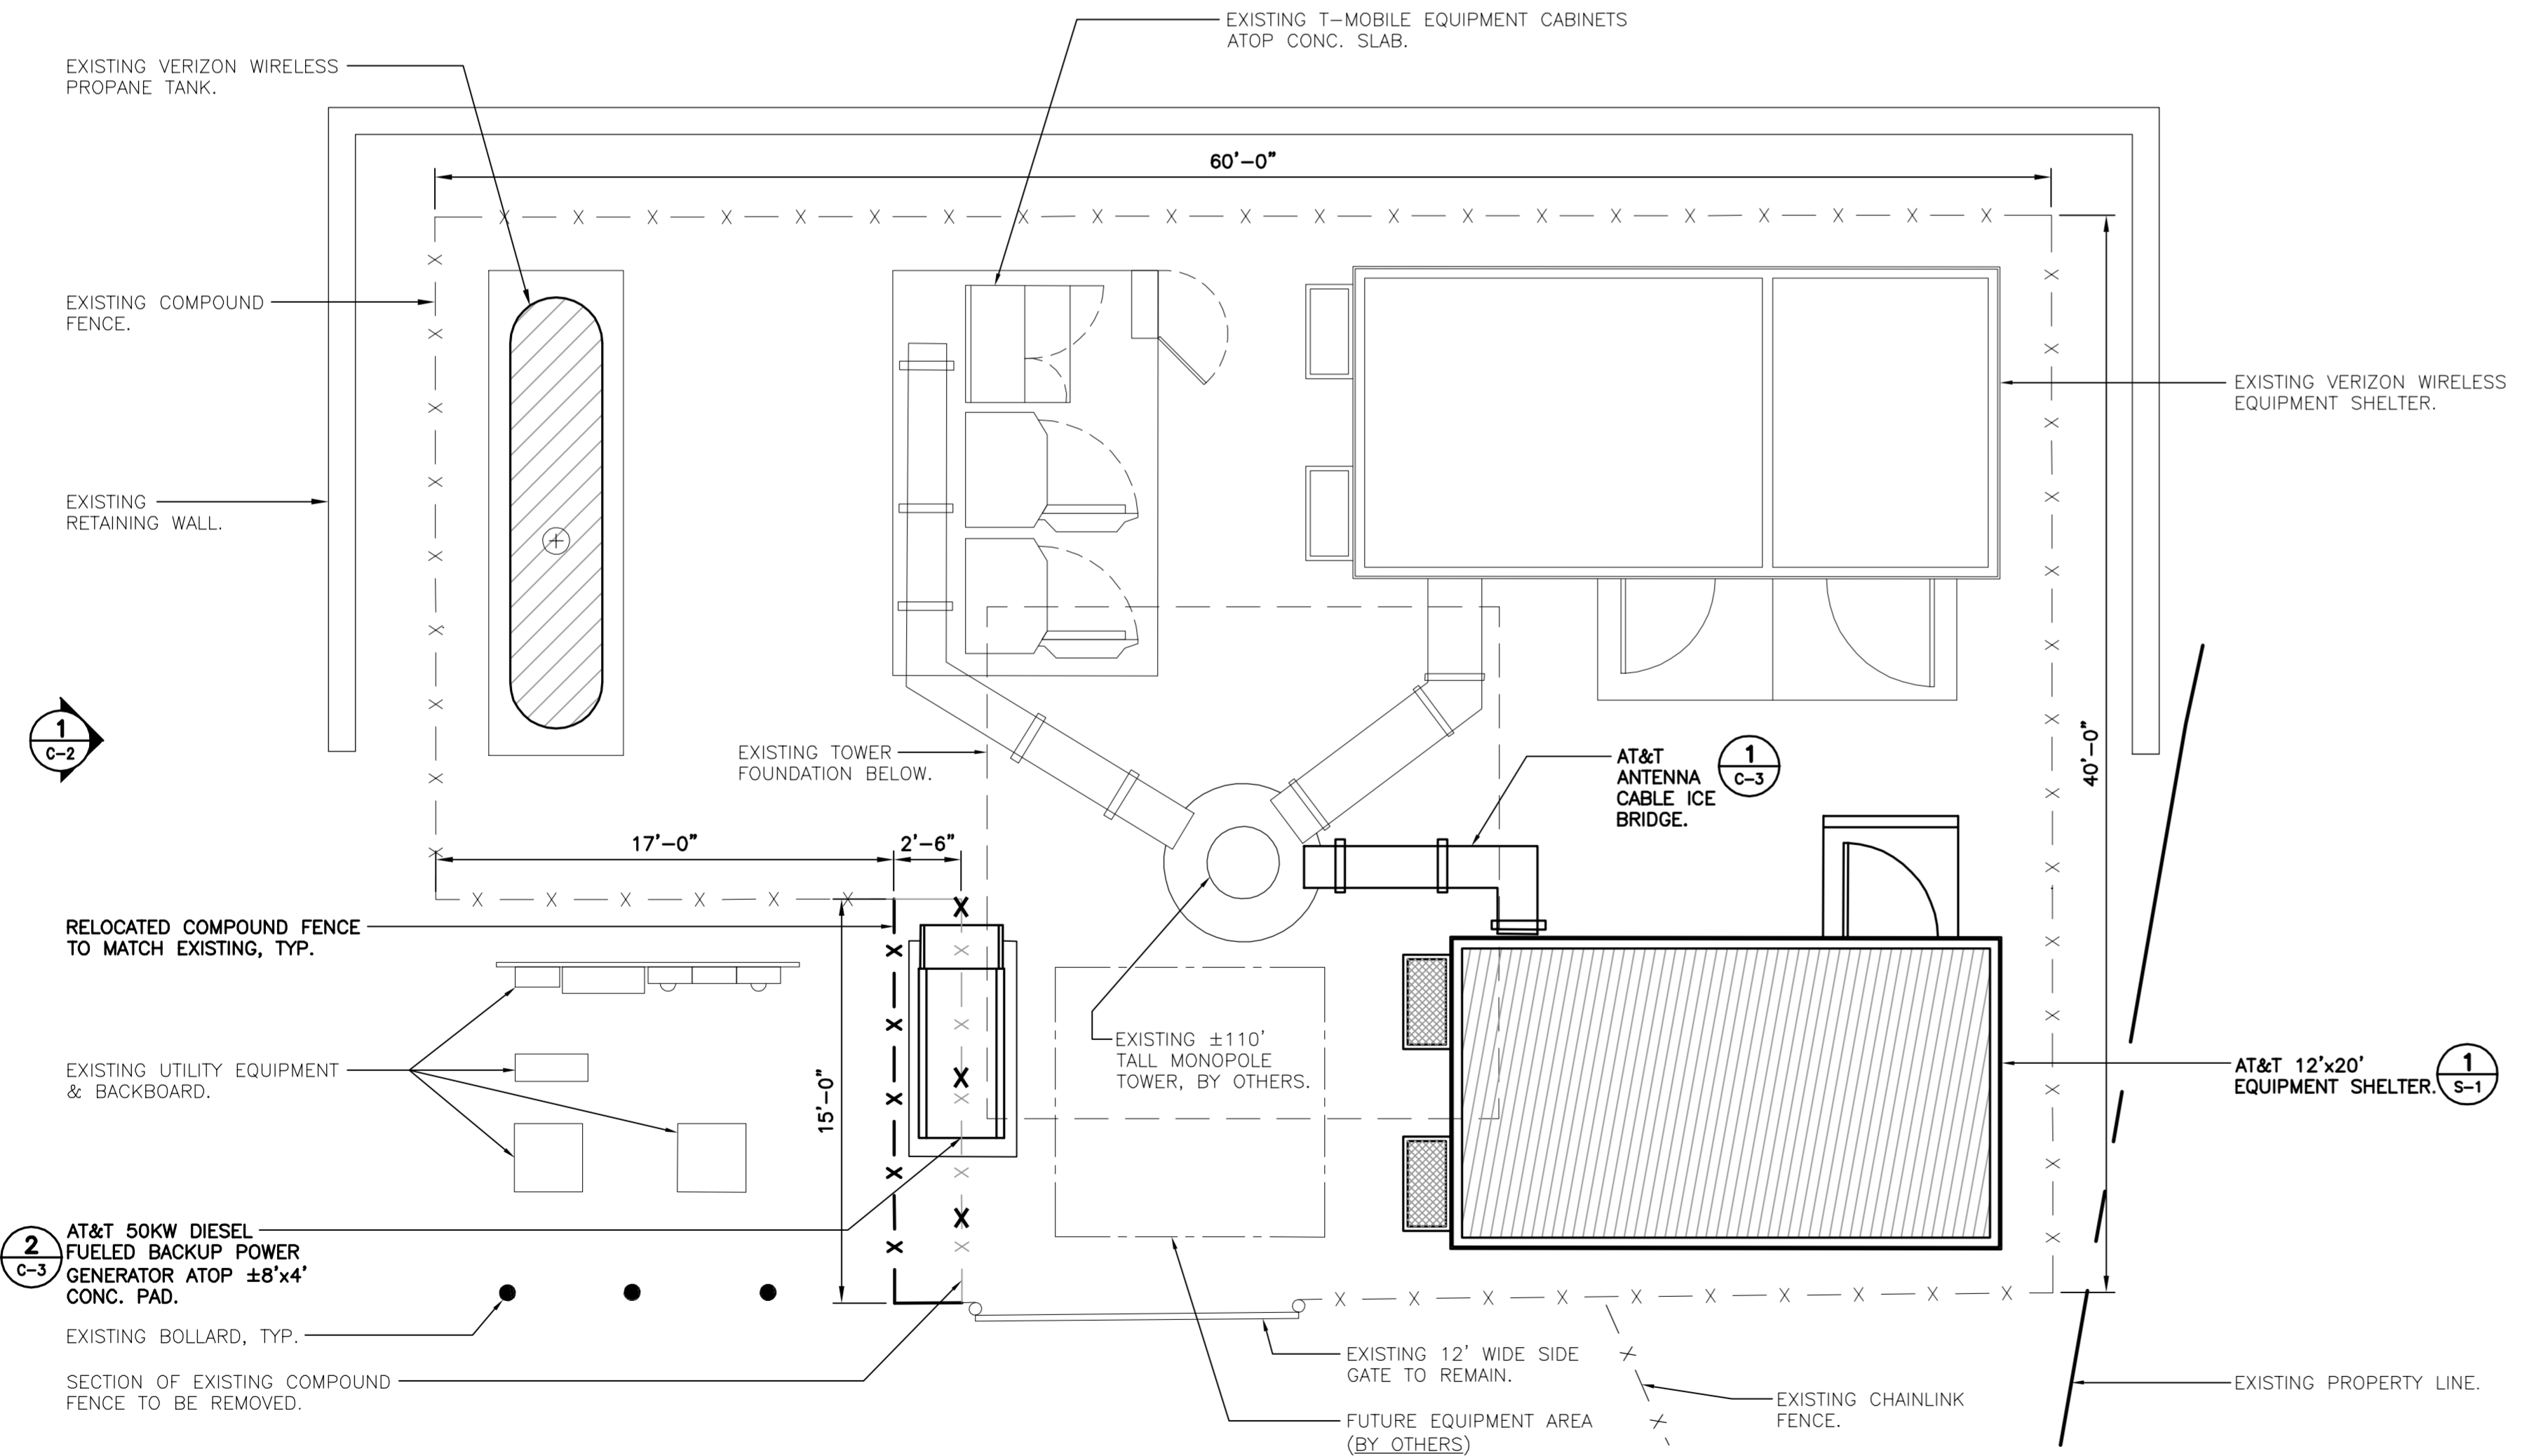 EXISTING T-MOBILE EQUIPMENT CABINETS
ATOP CONC. SLAB.
EXISTING VERIZON WIRELESS
PROPANE TANK.
60'-0"
EXISTING COMPOUND
FENCE.
EXISTING VERIZON WIRELESS
EQUIPMENT SHELTER.
EXISTING
RETAINING WALL.
1
C-2
EXISTING TOWER
FOUNDATION BELOW.
AT&T
ANTENNA
CABLE ICE
BRIDGE.
1
C-3
40'-0"
17'-0"
2'-6"
RELOCATED COMPOUND FENCE
TO MATCH EXISTING, TYP.
EXISTING ±110'
TALL MONOPOLE
TOWER, BY OTHERS.
EXISTING UTILITY EQUIPMENT
& BACKBOARD.
15'-0"
AT&T 12'x20'
EQUIPMENT SHELTER.
1
S-1
2
C-3
AT&T 50KW DIESEL
FUELED BACKUP POWER
GENERATOR ATOP ±8'x4'
CONC. PAD.
EXISTING BOLLARD, TYP.
SECTION OF EXISTING COMPOUND
FENCE TO BE REMOVED.
EXISTING 12' WIDE SIDE
GATE TO REMAIN.
FUTURE EQUIPMENT AREA
(BY OTHERS)
EXISTING CHAINLINK
FENCE.
EXISTING PROPERTY LINE.